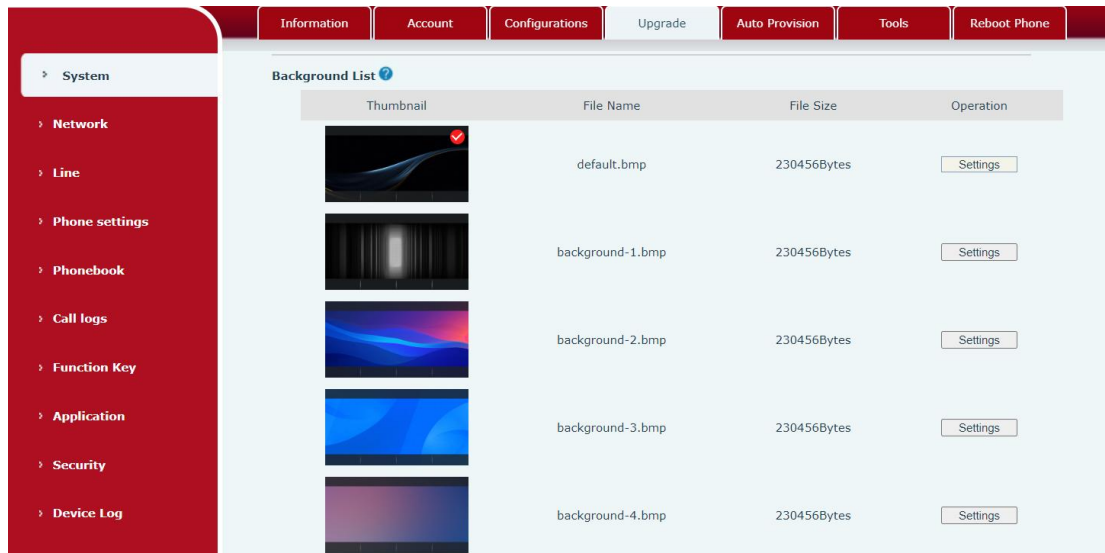 Information Account Configurations Upgrade Auto Provision Tools Reboot Phone
System
Network
Line
Phone settings
Phonebook
Call logs
Function Key
Application
Security
Device Log
Background List ?
Thumbnail File Name File Size Operation
default.bmp 230456Bytes Settings
background-1.bmp 230456Bytes Settings
background-2.bmp 230456Bytes Settings
background-3.bmp 230456Bytes Settings
background-4.bmp 230456Bytes Settings